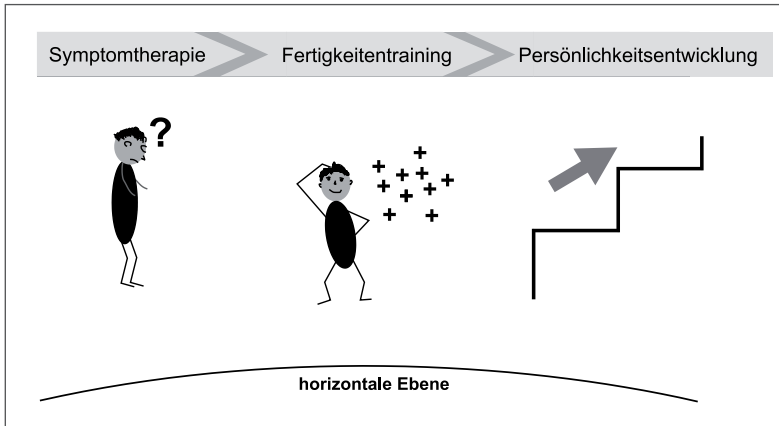 Symptomtherapie Fertigkeitentraining Persönlichkeitsentwicklung
?
horizontale Ebene